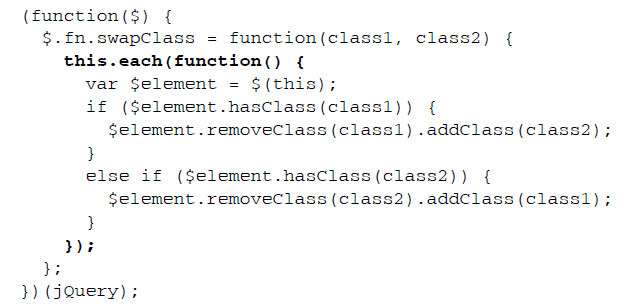 (function($) {
  $.fn.swapClass = function(class1, class2) {
    this.each(function() {
      var $element = $(this);
      if ($element.hasClass(class1)) {
        $element.removeClass(class1).addClass(class2);
      }
      else if ($element.hasClass(class2)) {
        $element.removeClass(class2).addClass(class1);
      }
    });
  };
})(jQuery);